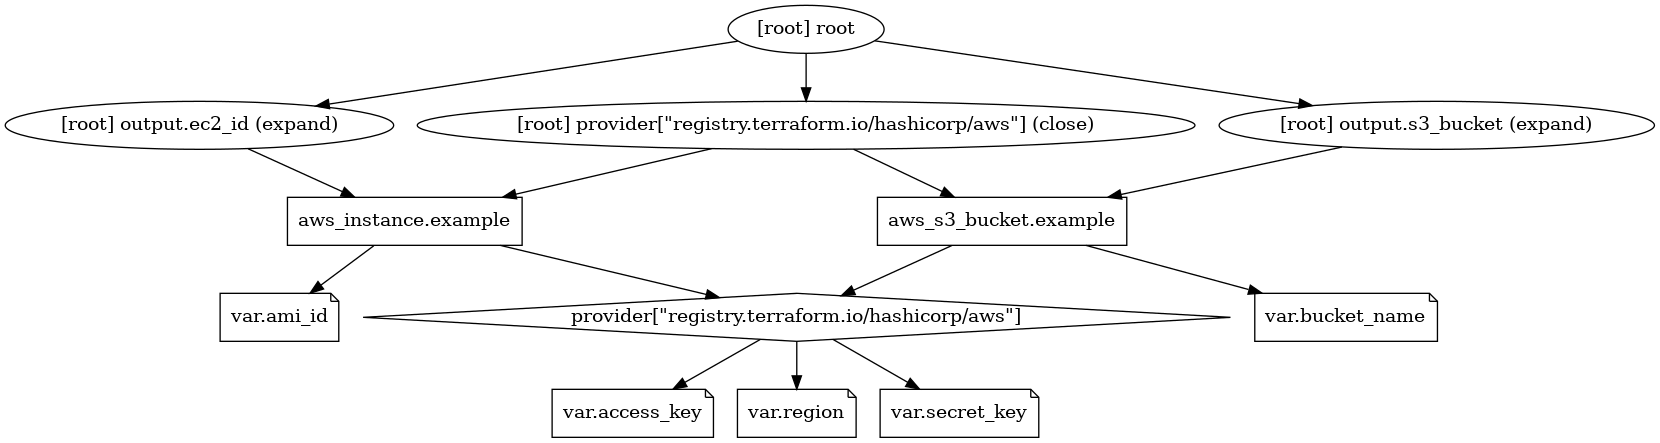 [root] root
[root] output.ec2_id (expand)
[root] provider["registry.terraform.io/hashicorp/aws"] (close)
[root] output.s3_bucket (expand)
aws_instance.example
aws_s3_bucket.example
var.ami_id
provider["registry.terraform.io/hashicorp/aws"]
var.bucket_name
var.access_key
var.region
var.secret_key